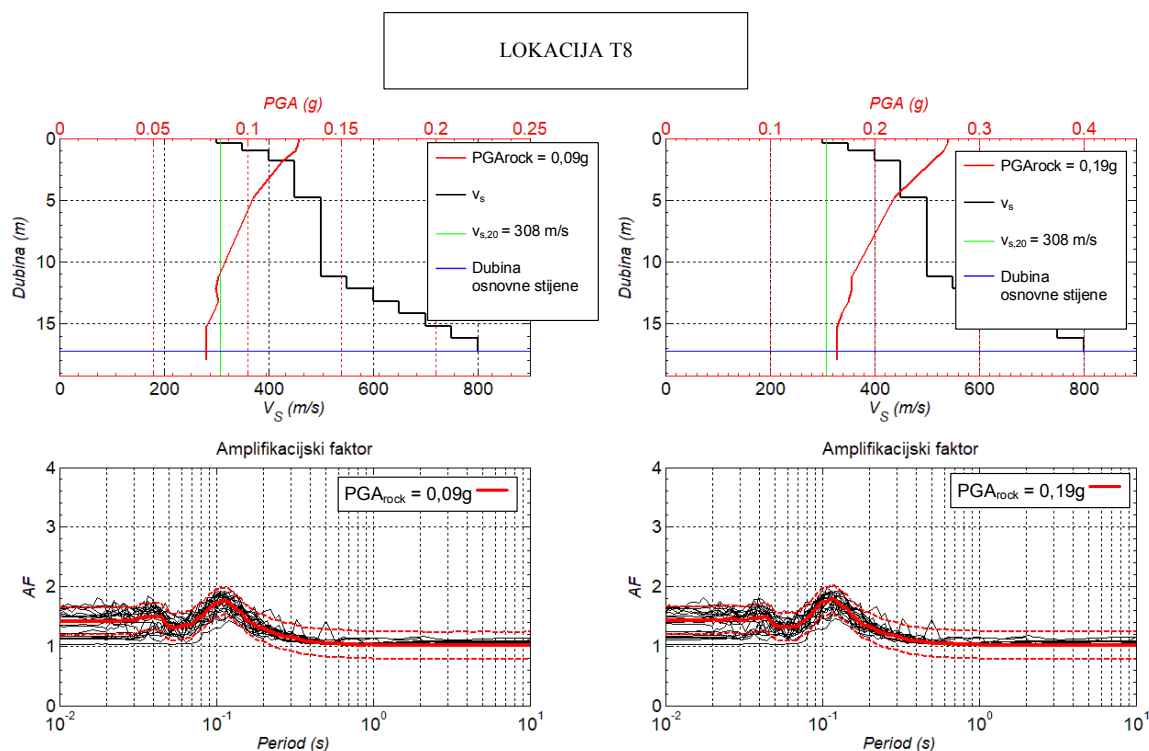 LOKACIJA T8
PGA (g)
0 0.05 0.1 0.15 0.2 0.25
0
5
10
15
Dubina (m)
PGArock = 0,09g
vs
vs,20 = 308 m/s
Dubina
osnovne stijene
0 200 400 600 800
VS (m/s)
PGA (g)
0 0.1 0.2 0.3 0.4
0
5
10
15
Dubina (m)
PGArock = 0,19g
vs
vs,20 = 308 m/s
Dubina
osnovne stijene
0 200 400 600 800
VS (m/s)
Amplifikacijski faktor
4
3
2
1
0
AF
PGArock = 0,09g
10-2 10-1 100 101
Period (s)
Amplifikacijski faktor
4
3
2
1
0
AF
PGArock = 0,19g
10-2 10-1 100 101
Period (s)